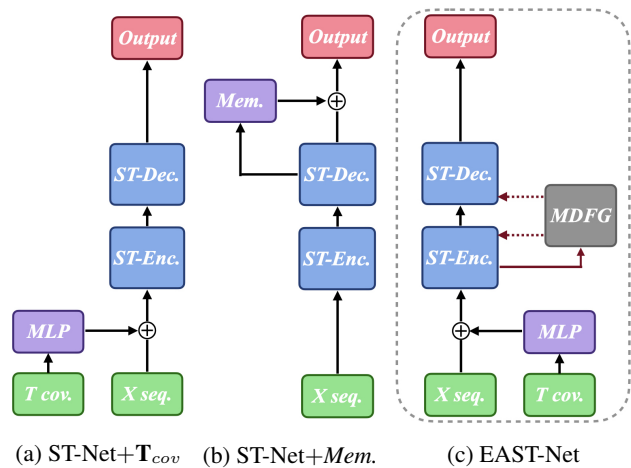 Output
ST-Dec.
ST-Enc.
MLP
T cov.
X seq.
(a) ST-Net+T_cov
Output
Mem.
ST-Dec.
ST-Enc.
X seq.
(b) ST-Net+Mem.
Output
ST-Dec.
MDFG
ST-Enc.
MLP
X seq.
T cov.
(c) EAST-Net